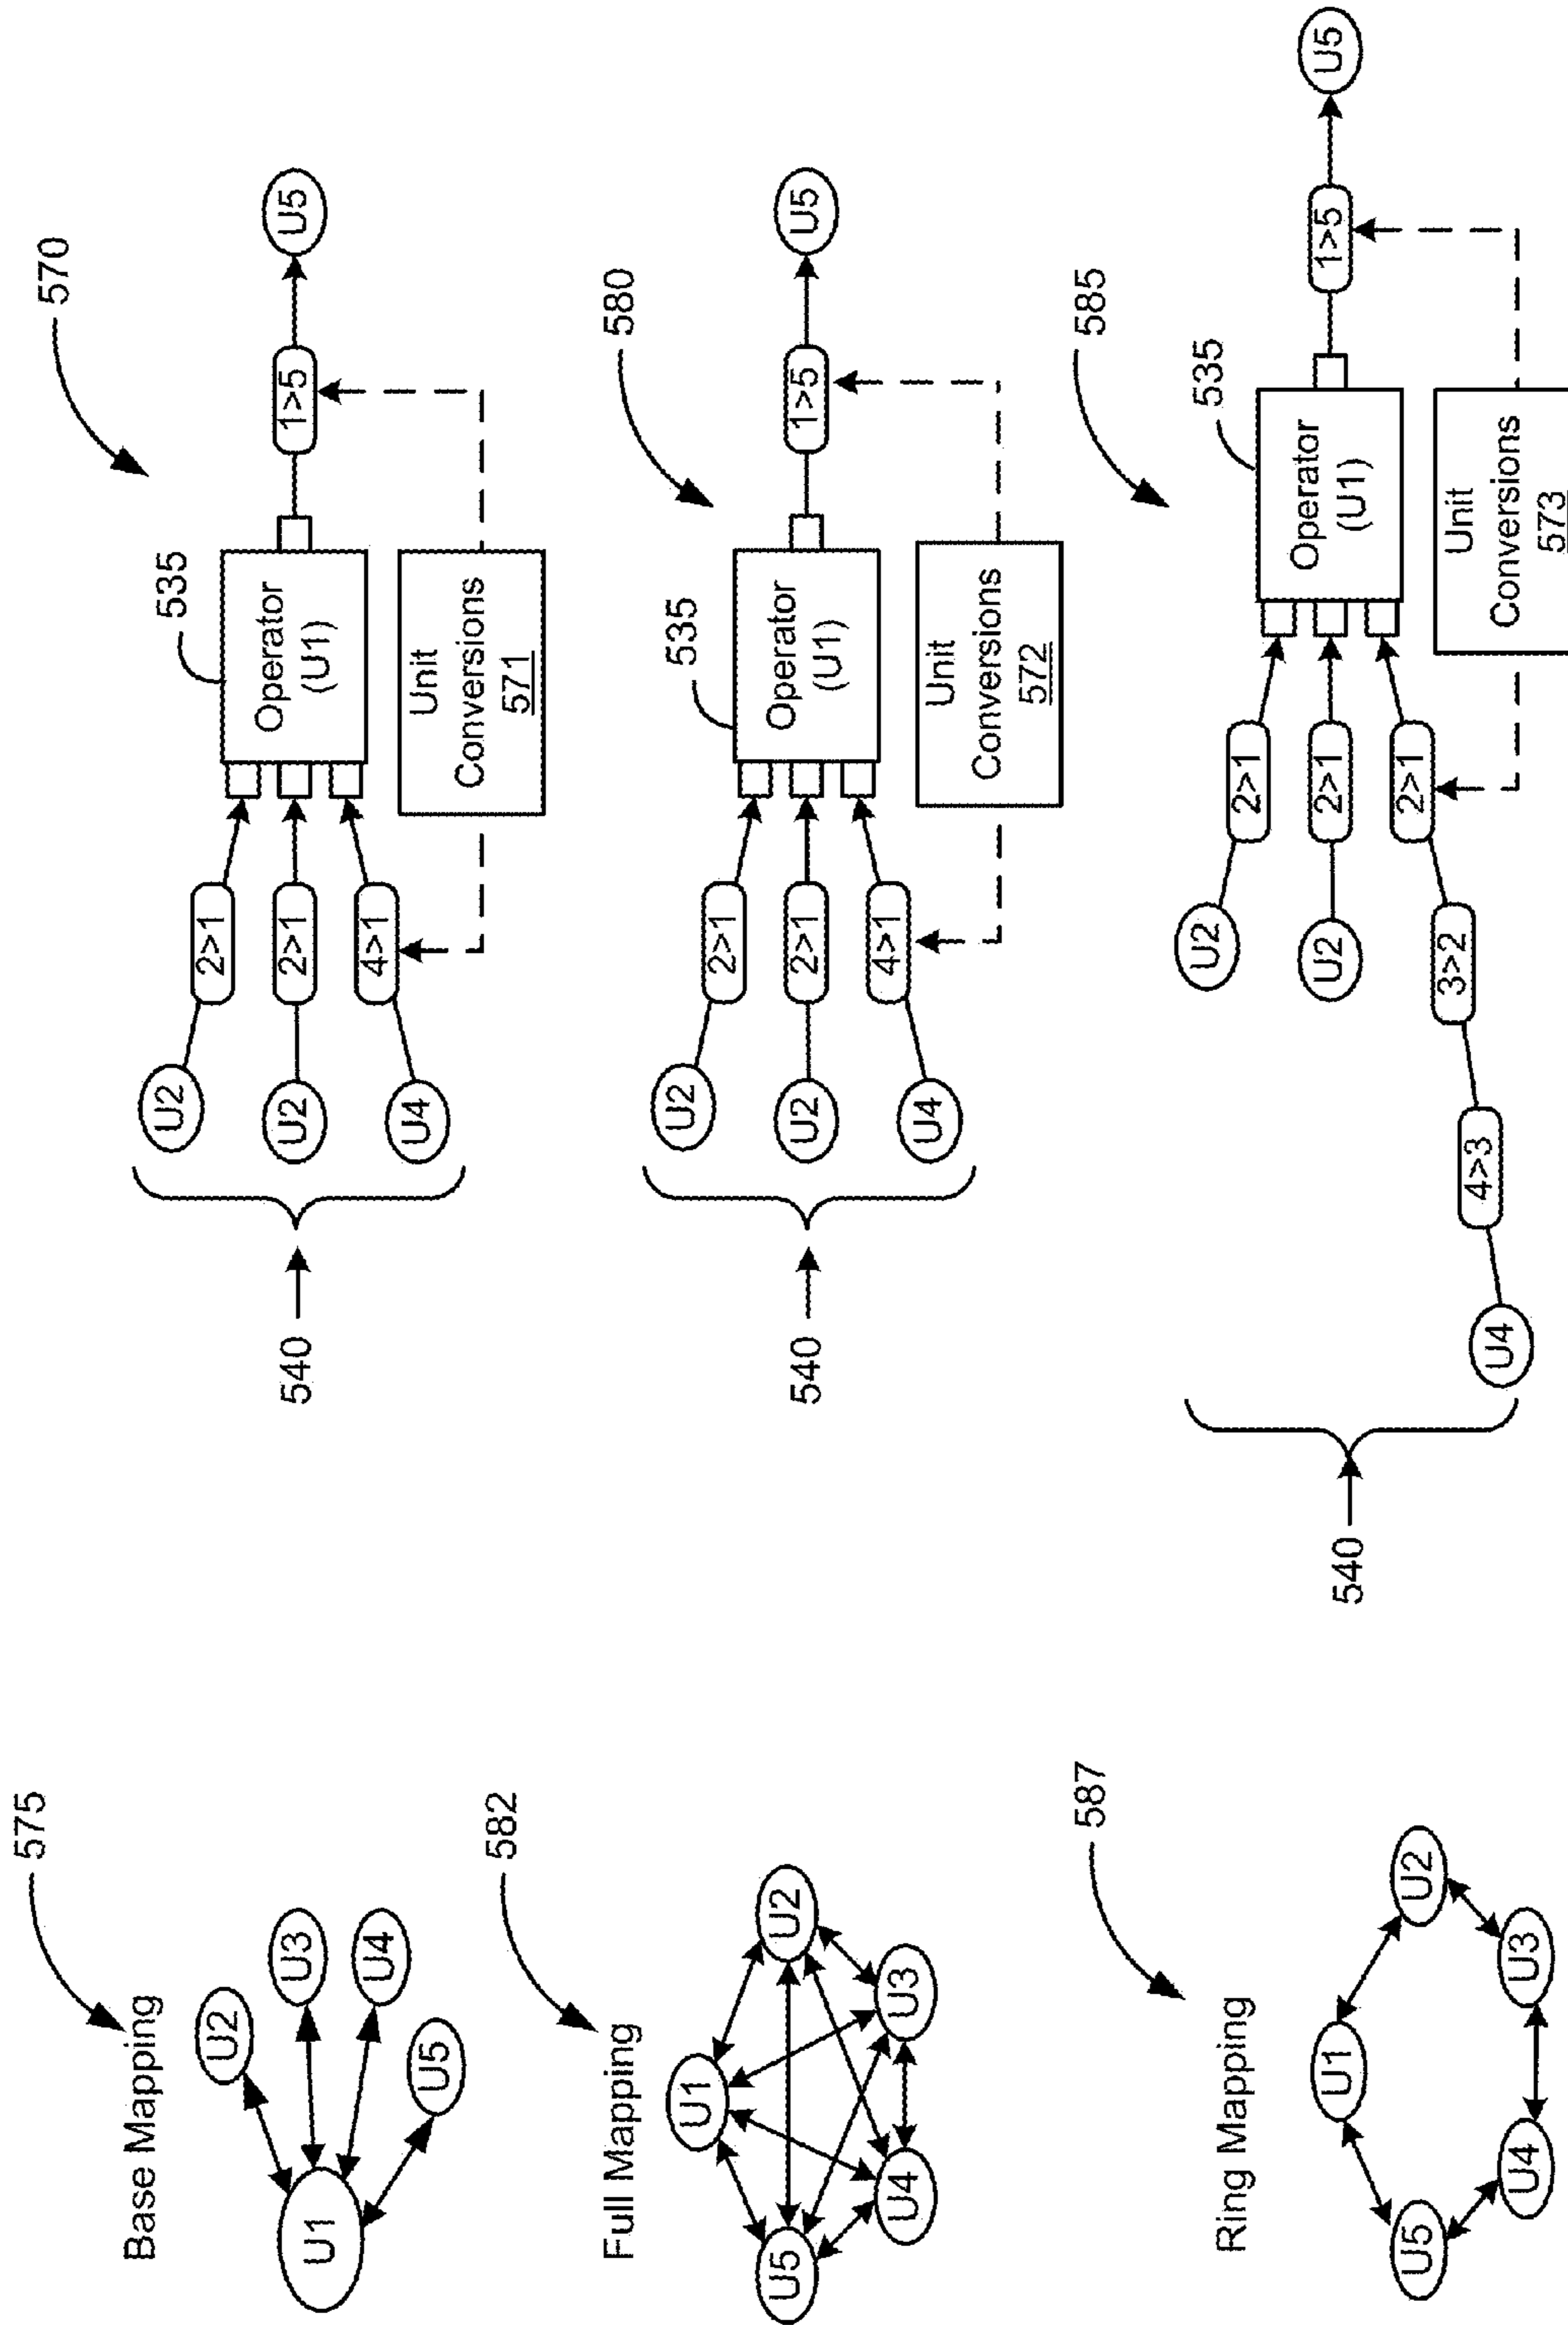 Base Mapping
575
U1
U2
U3
U4
U5
570
540
U2
U2
U4
2>1
2>1
4>1
535
Operator
(U1)
Unit
Conversions
571
1>5
U5
Full Mapping
582
U1
U2
U3
U4
U5
580
540
U2
U2
U4
2>1
2>1
4>1
535
Operator
(U1)
Unit
Conversions
572
1>5
U5
Ring Mapping
587
U1
U2
U3
U4
U5
585
540
U2
U2
U4
4>3
3>2
2>1
2>1
2>1
535
Operator
(U1)
Unit
Conversions
573
1>5
U5